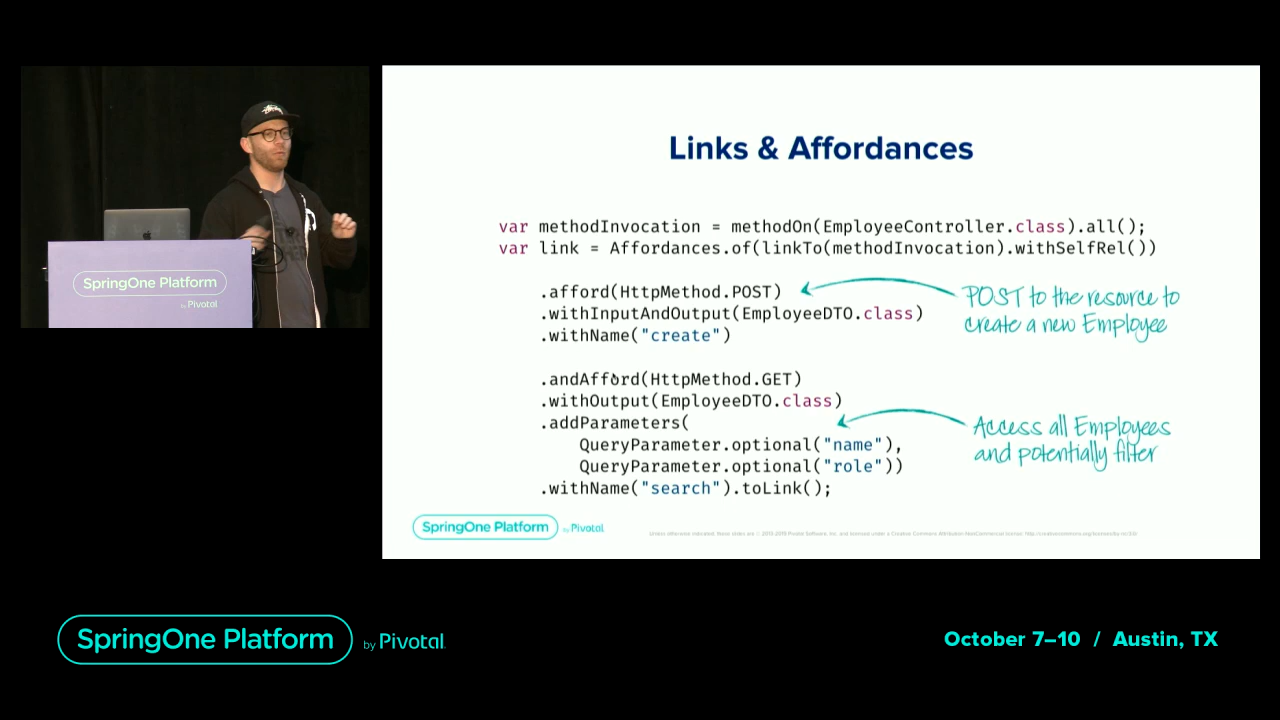 Links & Affordances
var methodInvocation = methodOn(EmployeeController.class).all();
var link = Affordances.of(linkTo(methodInvocation).withSelfRel())
.afford(HttpMethod.POST)
.withInputAndOutput(EmployeeDTO.class)
.withName("create")
POST to the resource to
create a new Employee
.andAfford(HttpMethod.GET)
.withOutput(EmployeeDTO.class)
.addParameters(
QueryParameter.optional("name"),
QueryParameter.optional("role"))
.withName("search").toLink();
Access all Employees
and potentially filter
SpringOne Platform
by Pivotal
SpringOne Platform
by Pivotal
SpringOne Platform by Pivotal
October 7–10 / Austin, TX